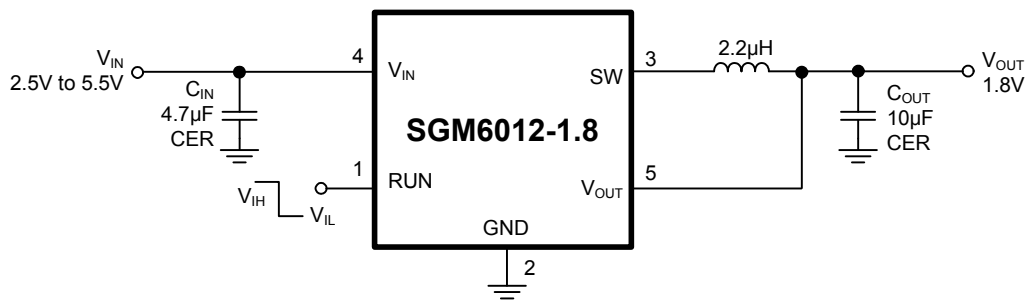 V_IN
2.5V to 5.5V
C_IN
4.7µF
CER
4
V_IN
1
RUN
V_IH
V_IL
SGM6012-1.8
GND
2
SW
3
2.2µH
V_OUT
5
C_OUT
10µF
CER
V_OUT
1.8V